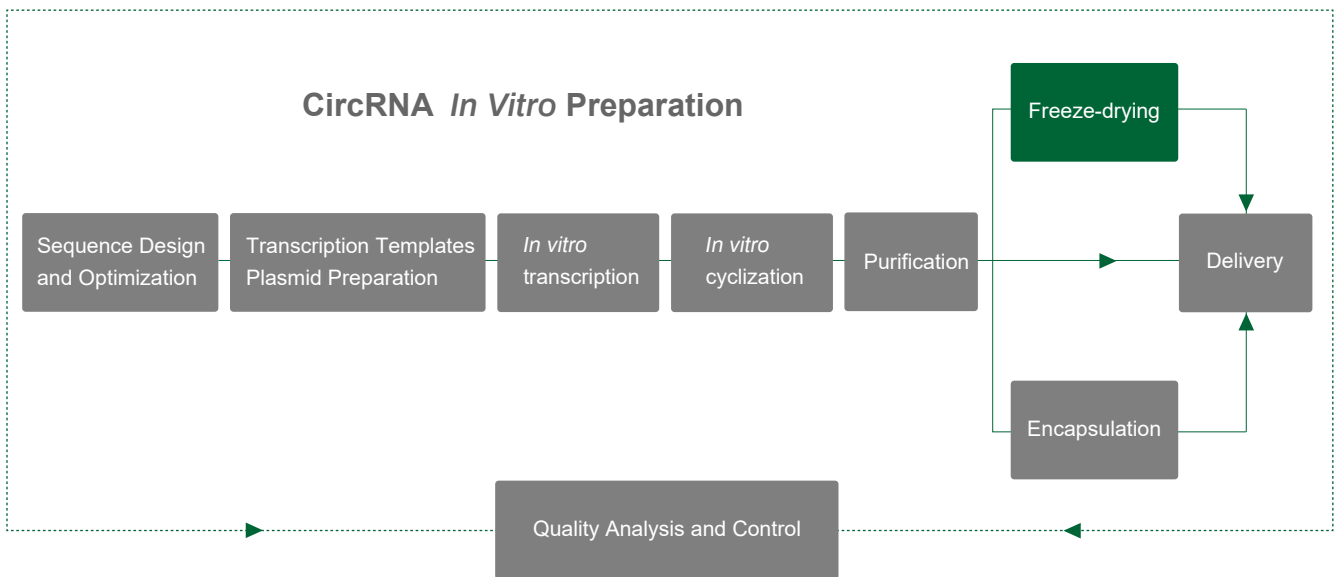 CircRNA In Vitro Preparation
Freeze-drying
Sequence Design
and Optimization
Transcription Templates
Plasmid Preparation
In vitro
transcription
In vitro
cyclization
Purification
Delivery
Encapsulation
Quality Analysis and Control